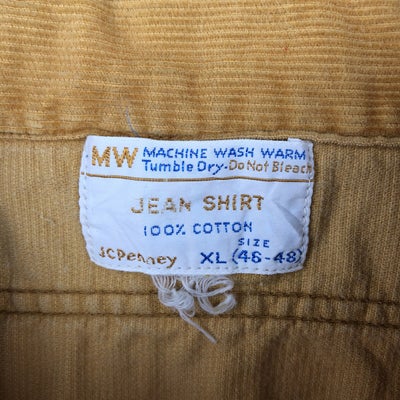 MW MACHINE WASH WARM
Tumble Dry-Do Not Bleach
JEAN SHIRT
100% COTTON
SIZE
JCPenney XL (46-48)